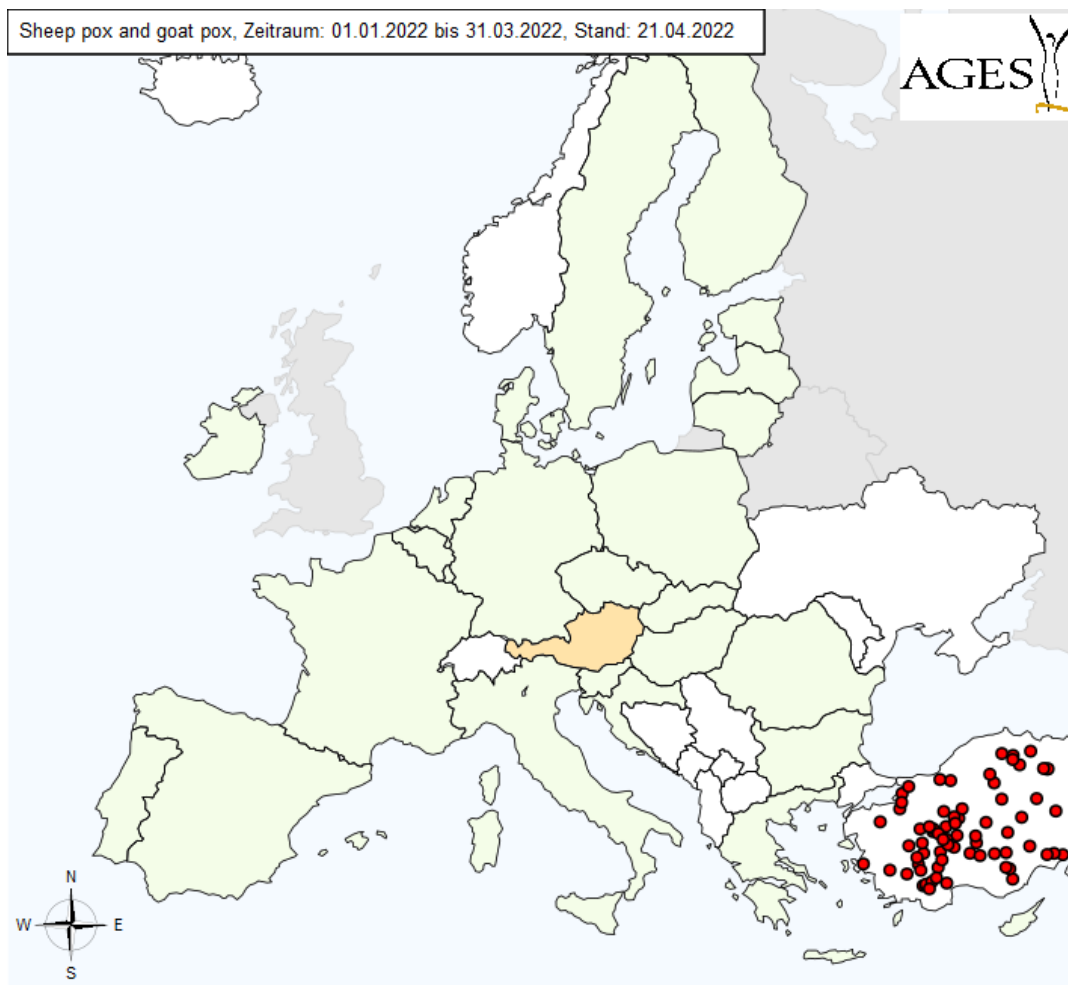 Sheep pox and goat pox, Zeitraum: 01.01.2022 bis 31.03.2022, Stand: 21.04.2022
AGES
N
W E
S